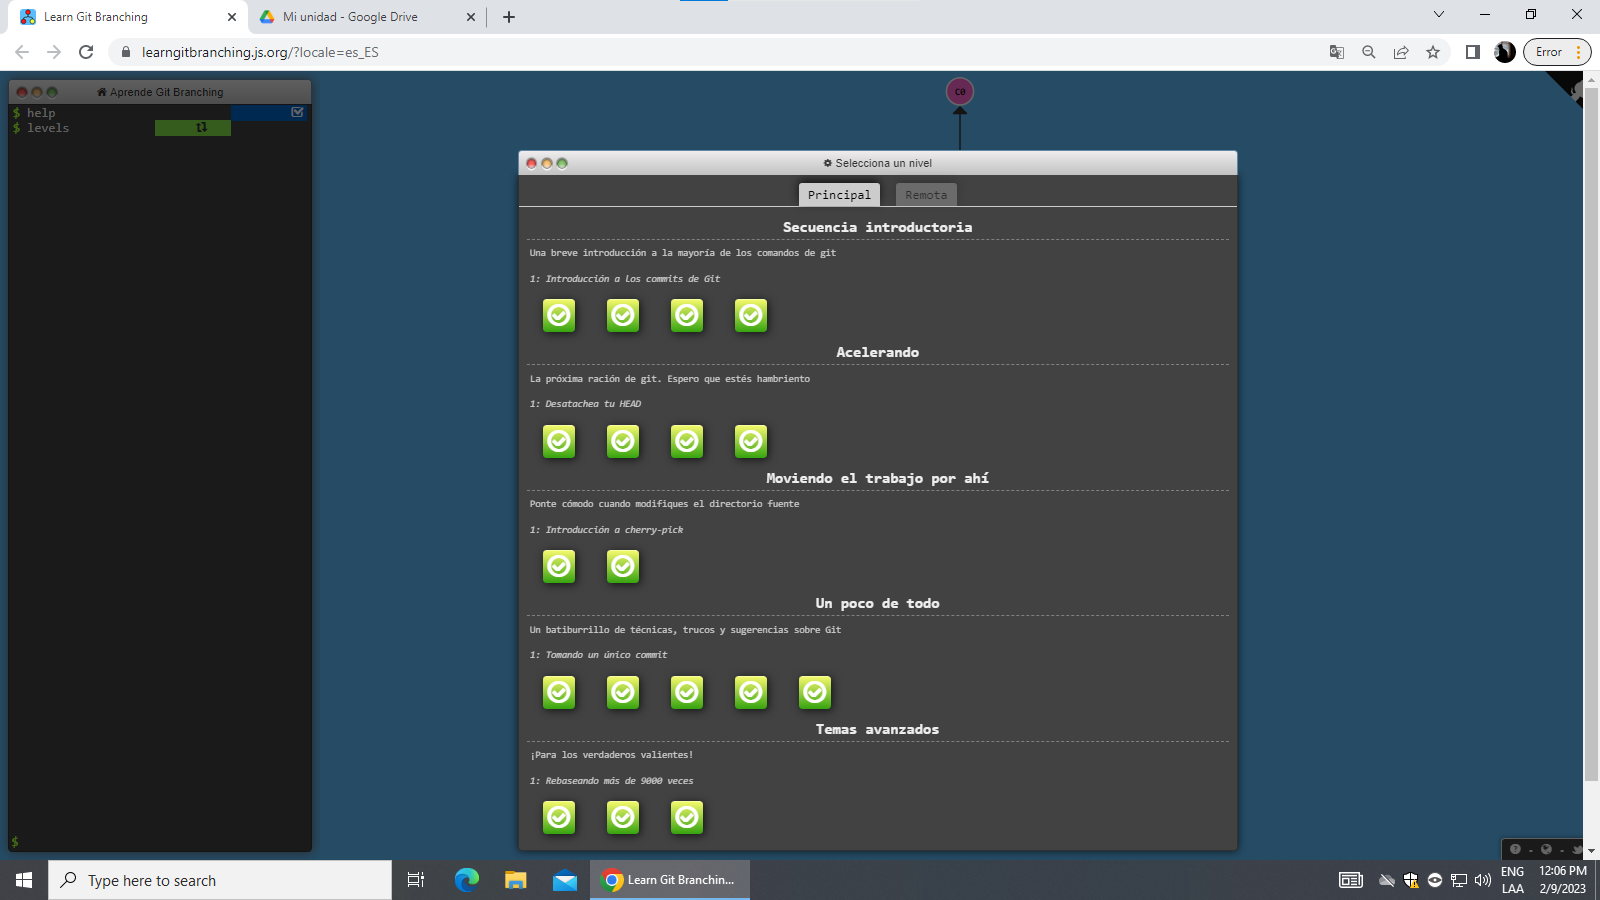 Learn Git Branching
Mi unidad - Google Drive
learngitbranching.js.org/?locale=es_ES
Error
Aprende Git Branching
$ help
$ levels
$
C0
Selecciona un nivel
Principal
Remota
Secuencia introductoria
Una breve introducción a la mayoría de los comandos de git
1: Introducción a los commits de Git
Acelerando
La próxima ración de git. Espero que estés hambriento
1: Desatachea tu HEAD
Moviendo el trabajo por ahí
Ponte cómodo cuando modifiques el directorio fuente
1: Introducción a cherry-pick
Un poco de todo
Un batiburrillo de técnicas, trucos y sugerencias sobre Git
1: Tomando un único commit
Temas avanzados
¡Para los verdaderos valientes!
1: Rebaseando más de 9000 veces
Type here to search
Learn Git Branchin...
ENG
LAA
12:06 PM
2/9/2023